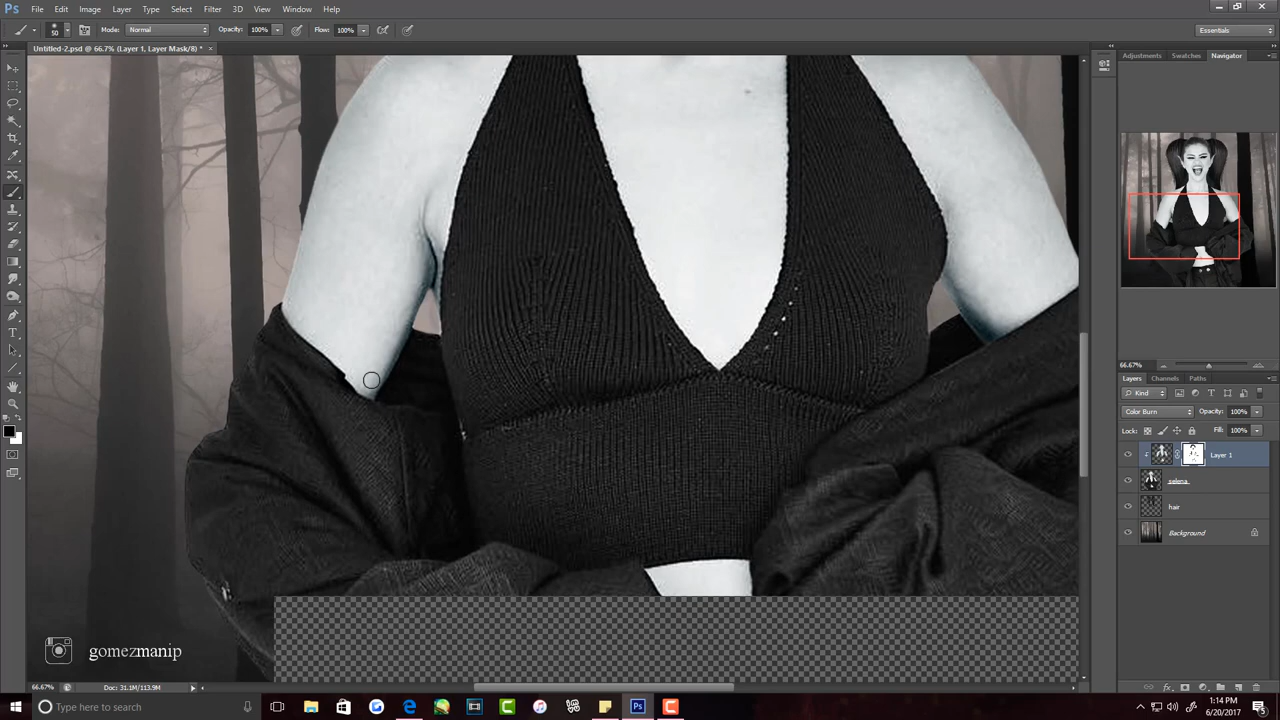 Ps File Edit Image Layer Type Select Filter 3D View Window Help
50 Mode: Normal Opacity: 100% Flow: 100% Essentials
Untitled-2.psd @ 66.7% (Layer 1, Layer Mask/8) * ×
Adjustments Swatches Navigator
66.67%
Layers Channels Paths
Kind
Color Burn Opacity: 100%
Lock: Fill: 100%
Layer 1
selena
hair
Background
gomezmanip
66.67% Doc: 31.1M/113.9M
Type here to search
1:14 PM
6/20/2017